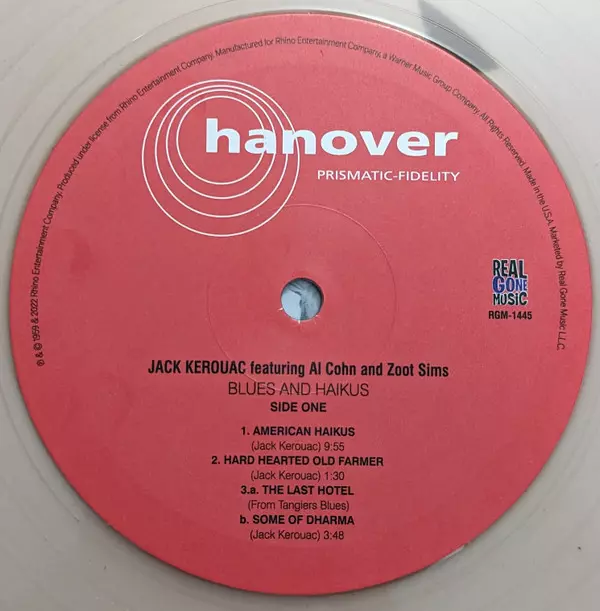 ℗ & © 1959 & 2022 Rhino Entertainment Company. Produced under license from Rhino Entertainment Company. Manufactured for Rhino Entertainment Company, a Warner Music Group Company. All Rights Reserved. Made in the U.S.A. Marketed by Real Gone Music L.L.C.
hanover
PRISMATIC-FIDELITY
REAL
GONE
MUSIC
RGM-1445
JACK KEROUAC featuring Al Cohn and Zoot Sims
BLUES AND HAIKUS
SIDE ONE
1. AMERICAN HAIKUS
(Jack Kerouac) 9:55
2. HARD HEARTED OLD FARMER
(Jack Kerouac) 1:30
3.a. THE LAST HOTEL
(From Tangiers Blues)
b. SOME OF DHARMA
(Jack Kerouac) 3:48